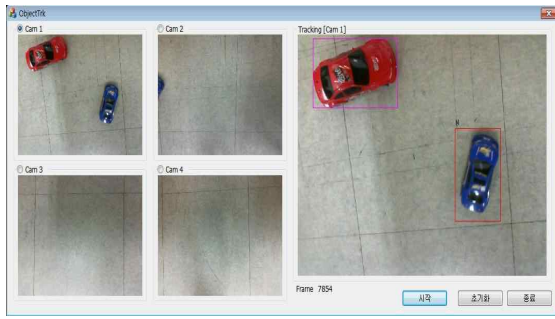 ObjectTrk
Cam 1
Cam 2
Tracking [Cam 1]
Cam 3
Cam 4
Frame 7854
시작
초기화
종료